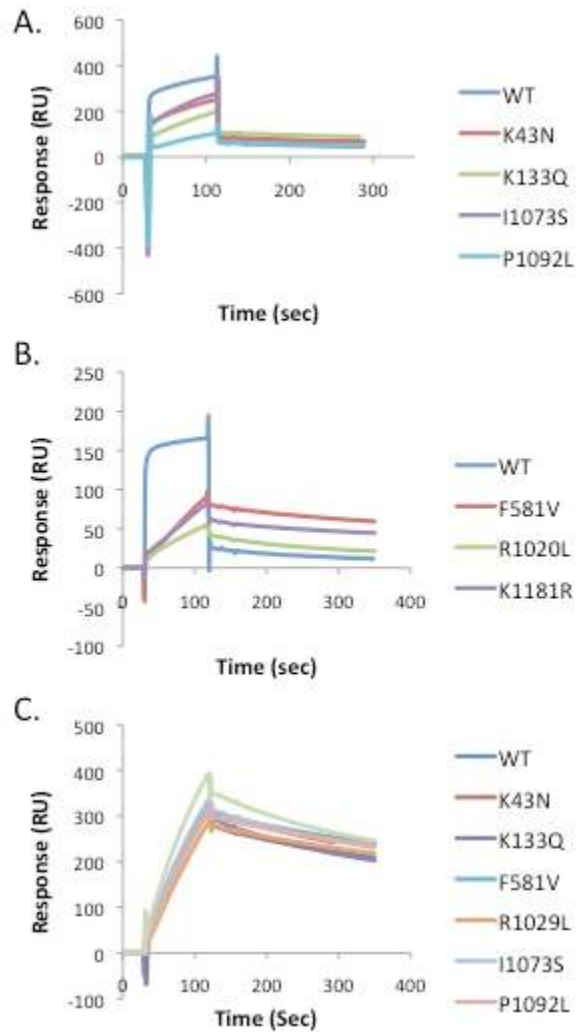 A.
600
400
200
0
-200
-400
-600
0 100 200 300
Response (RU)
Time (sec)
WT
K43N
K133Q
I1073S
P1092L
B.
250
200
150
100
50
0
-50
-100
0 100 200 300 400
Response (RU)
Time (sec)
WT
F581V
R1020L
K1181R
C.
500
400
300
200
100
0
-100
0 100 200 300 400
Response (RU)
Time (Sec)
WT
K43N
K133Q
F581V
R1029L
I1073S
P1092L